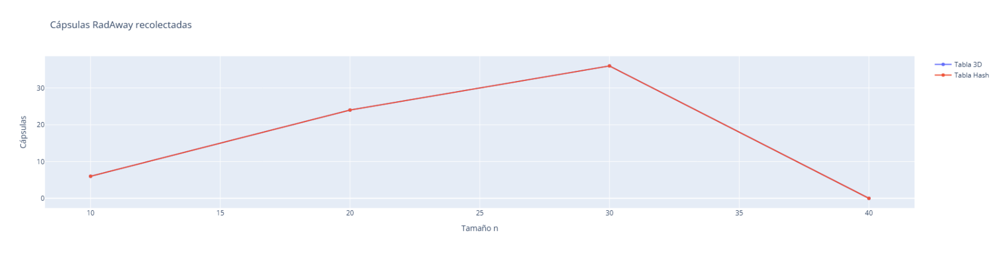 Cápsulas RadAway recolectadas
Tabla 3D
Tabla Hash
30
20
10
0
Cápsulas
10 15 20 25 30 35 40
Tamaño n